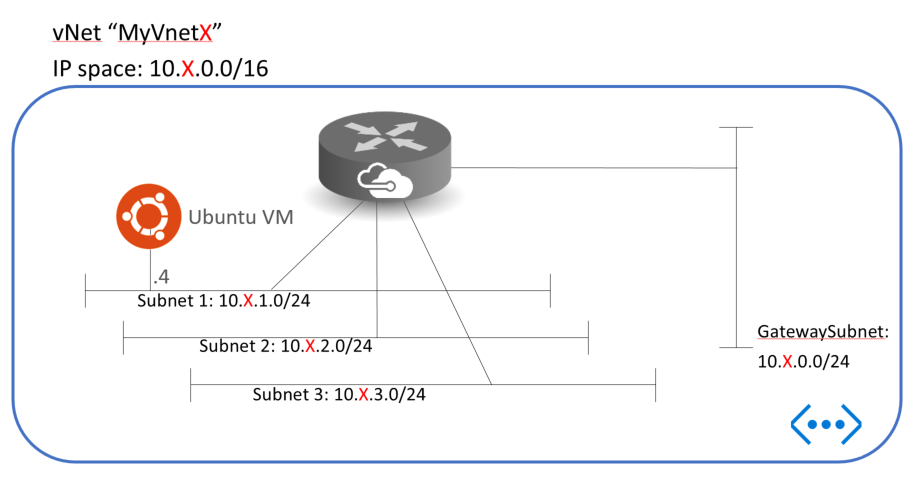 vNet “MyVnetX”
IP space: 10.X.0.0/16
Ubuntu VM
.4
Subnet 1: 10.X.1.0/24
Subnet 2: 10.X.2.0/24
Subnet 3: 10.X.3.0/24
GatewaySubnet:
10.X.0.0/24